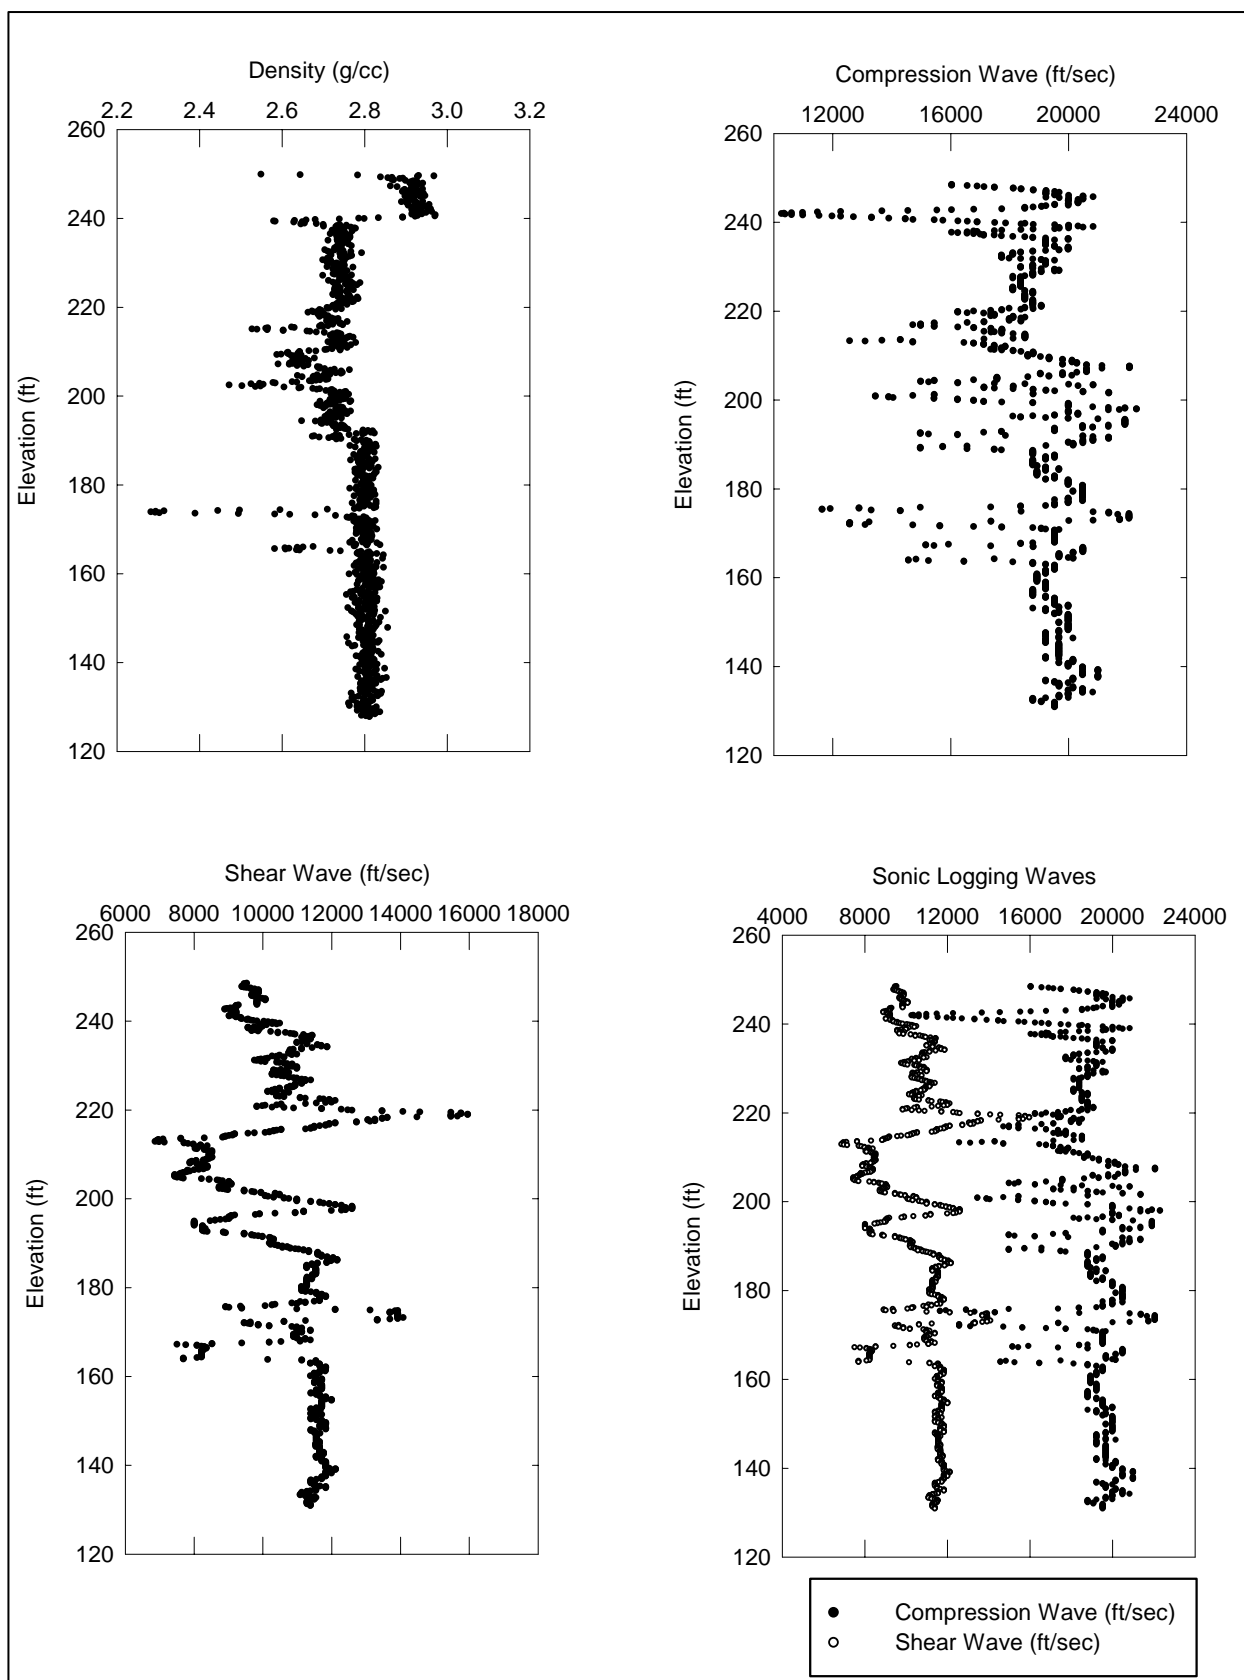 Density (g/cc)
2.2 2.4 2.6 2.8 3.0 3.2
260
240
220
200
180
160
140
120
Elevation (ft)
Compression Wave (ft/sec)
12000 16000 20000 24000
260
240
220
200
180
160
140
120
Elevation (ft)
Shear Wave (ft/sec)
6000 8000 10000 12000 14000 16000 18000
260
240
220
200
180
160
140
120
Elevation (ft)
Sonic Logging Waves
4000 8000 12000 16000 20000 24000
260
240
220
200
180
160
140
120
Elevation (ft)
Compression Wave (ft/sec)
Shear Wave (ft/sec)